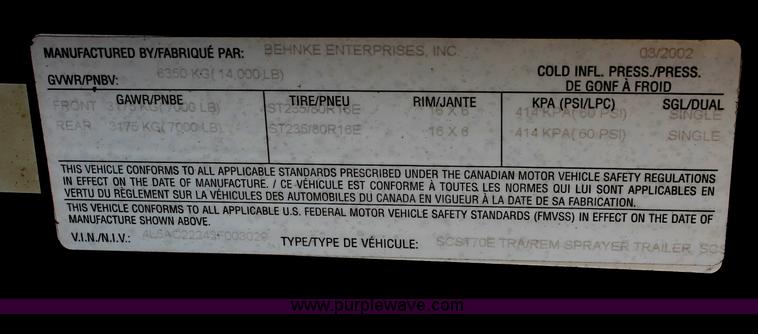 MANUFACTURED BY/FABRIQUÉ PAR: BEHNKE ENTERPRISES, INC. 03/2002
GVWR/PNBV: 6350 KG( 14,000 LB) COLD INFL. PRESS./PRESS. DE GONF À FROID
GAWR/PNBE TIRE/PNEU RIM/JANTE KPA (PSI/LPC) SGL/DUAL
FRONT 3175 KG( 7000 LB) ST235/80R16E 16 X 6 414 KPA( 60 PSI) SINGLE
REAR 3175 KG( 7000 LB) ST235/80R16E 16 X 6 414 KPA( 60 PSI) SINGLE
THIS VEHICLE CONFORMS TO ALL APPLICABLE STANDARDS PRESCRIBED UNDER THE CANADIAN MOTOR VEHICLE SAFETY REGULATIONS
IN EFFECT ON THE DATE OF MANUFACTURE. / CE VÉHICULE EST CONFORME À TOUTES LES NORMES QUI LUI SONT APPLICABLES EN
VERTU DU RÈGLEMENT SUR LA VÉHICULES DES AUTOMOBILES DU CANADA EN VIGUEUR À LA DATE DE SA FABRICATION.
THIS VEHICLE CONFORMS TO ALL APPLICABLE U.S. FEDERAL MOTOR VEHICLE SAFETY STANDARDS (FMVSS) IN EFFECT ON THE DATE OF
MANUFACTURE SHOWN ABOVE.
V.I.N./N.I.V.: TYPE/TYPE DE VÉHICULE: SCST70E TRA/REM SPRAYER TRAILER SCS
www.purplewave.com